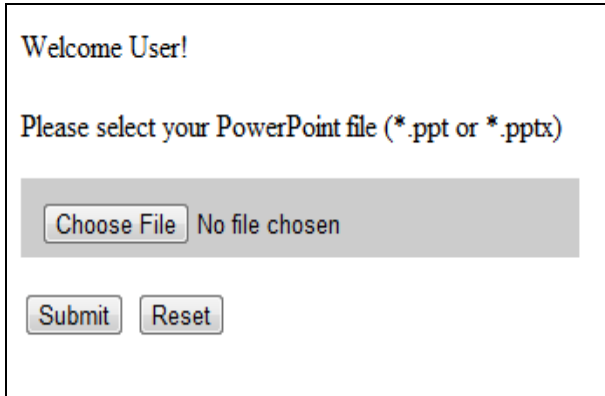 Welcome User!
Please select your PowerPoint file (*.ppt or *.pptx)
Choose File No file chosen
Submit Reset